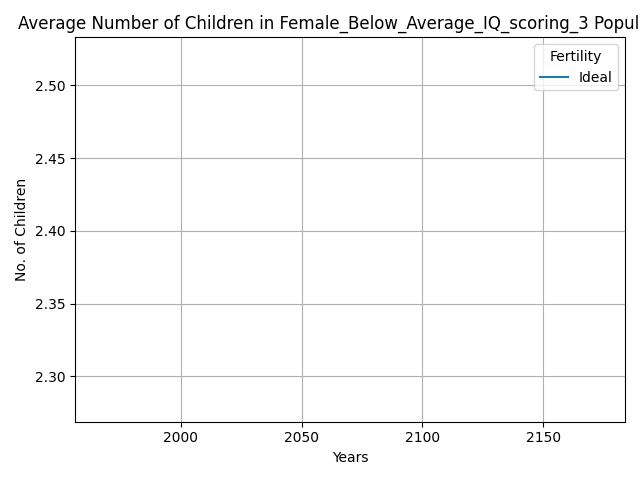 Average Number of Children in Female_Below_Average_IQ_scoring_3 Popul
Fertility
Ideal
2.50
2.45
2.40
2.35
2.30
No. of Children
2000 2050 2100 2150
Years